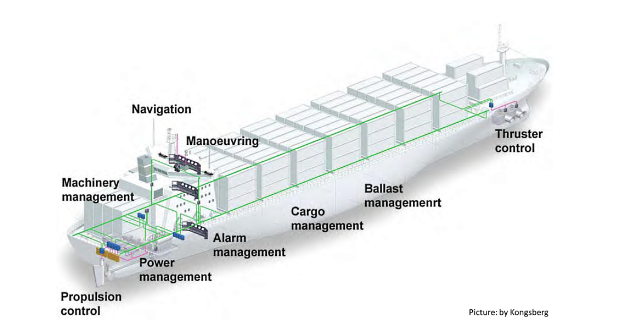 Navigation
Manoeuvring
Machinery
management
Thruster
control
Ballast
managemenrt
Cargo
management
Alarm
management
Power
management
Propulsion
control
Picture: by Kongsberg